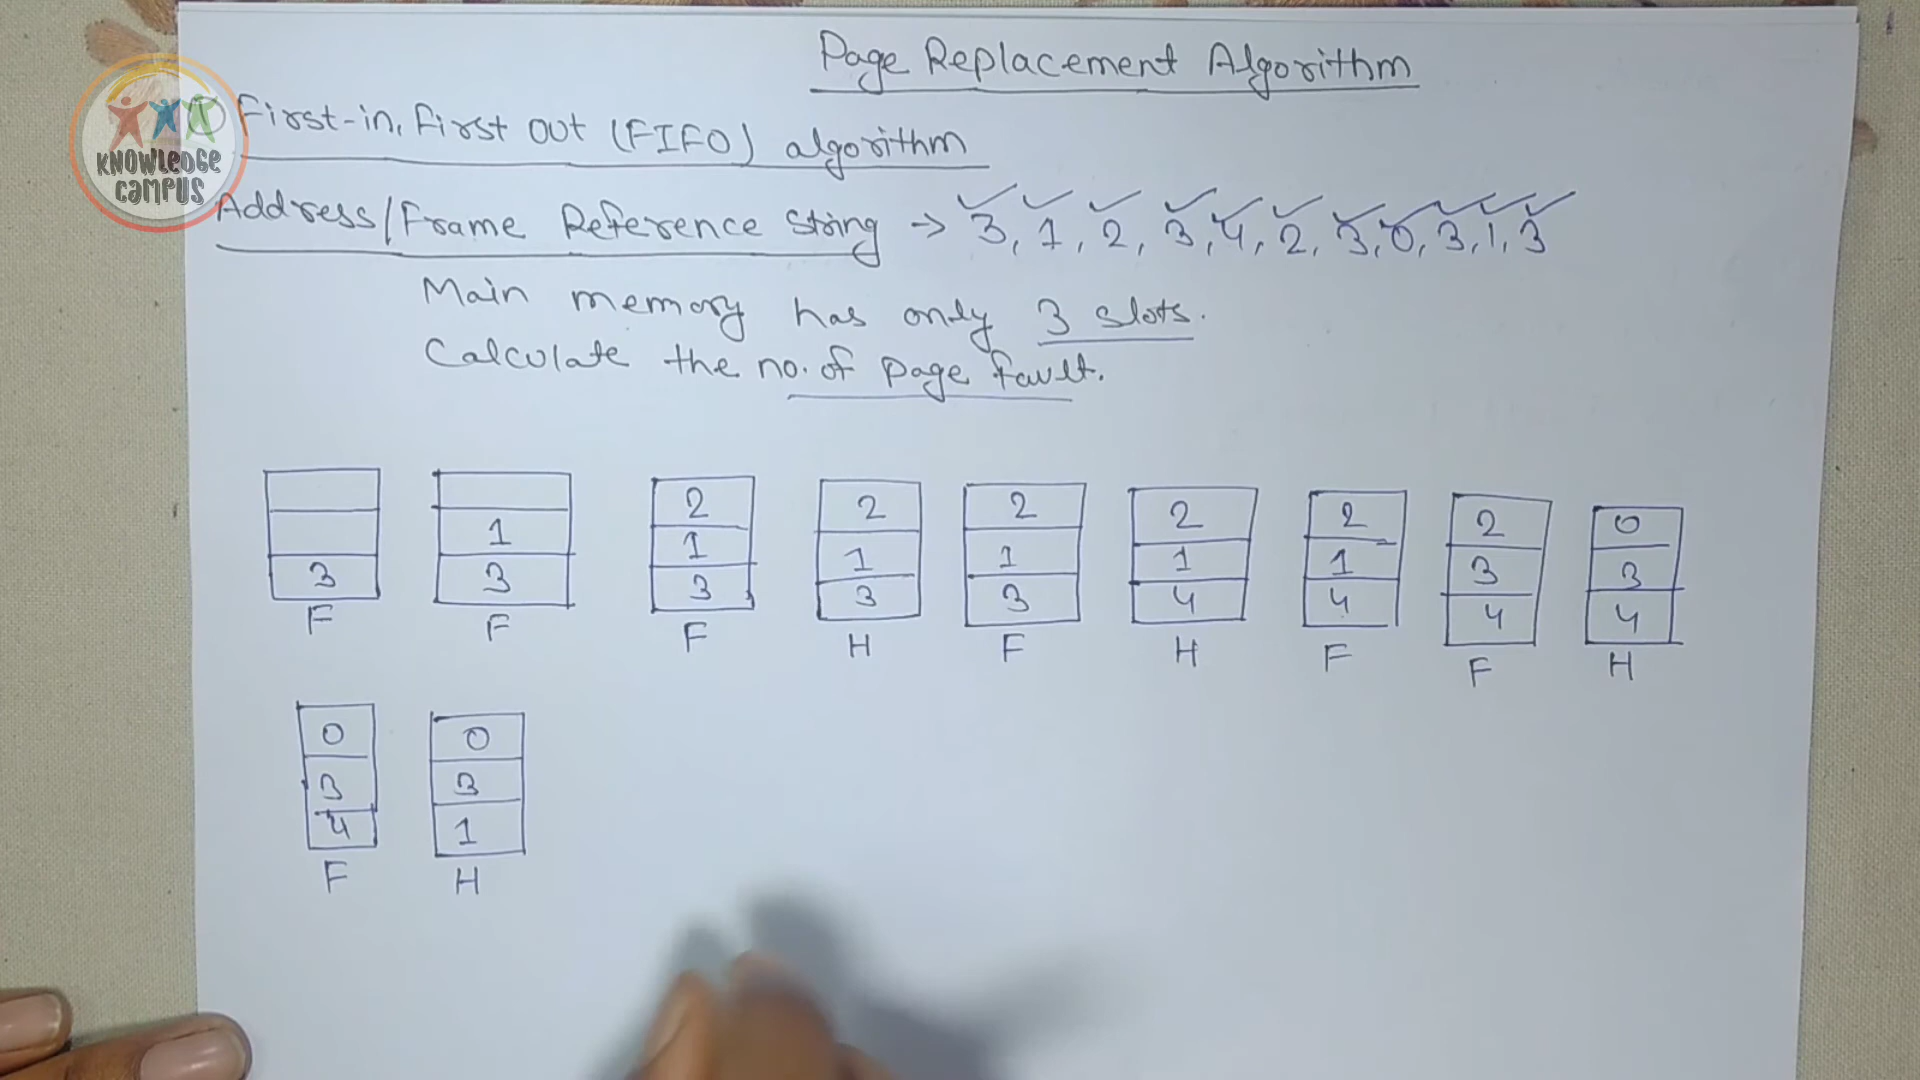 Page Replacement Algorithm
First-in, First Out (FIFO) algorithm
KNOWLEDGE
CAMPUS
Address/Frame Reference String → 3, 1, 2, 3, 4, 2, 3, 0, 3, 1, 3
Main memory has only 3 slots.
Calculate the no. of page fault.
2 2 2 2 2 2 0
1 1 1 1 1 1 3 3
3 3 3 3 3 4 4 4 4
F F F H F H F F H
0 0
3 3
4 1
F H